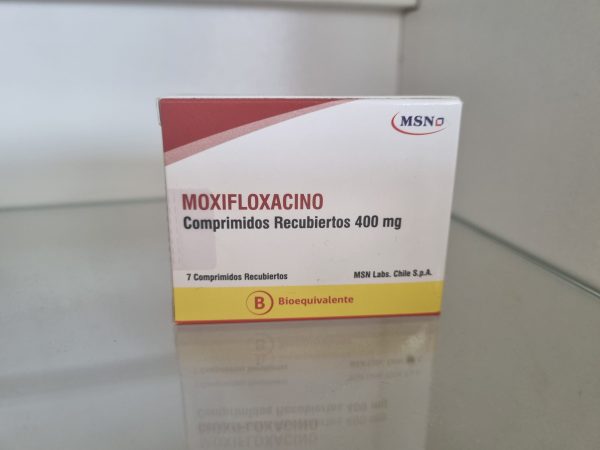 MSN
MOXIFLOXACINO
Comprimidos Recubiertos 400 mg
7 Comprimidos Recubiertos
MSN Labs. Chile S.p.A.
B Bioequivalente